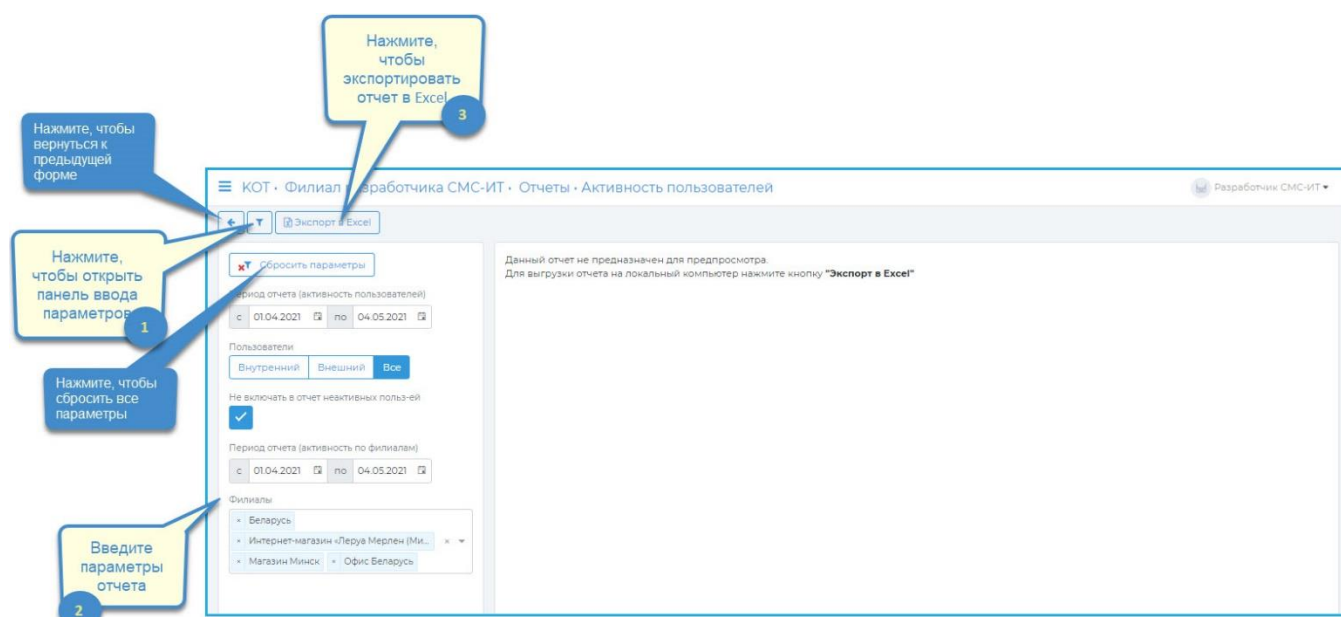 Нажмите,
чтобы
экспортировать
отчет в Excel
3
Нажмите, чтобы
вернуться к
предыдущей
форме
КОТ • Филиал разработчика СМС-ИТ • Отчеты • Активность пользователей
Разработчик СМС-ИТ
Экспорт в Excel
Нажмите,
чтобы открыть
панель ввода
параметров
1
Сбросить параметры
Данный отчет не предназначен для предпросмотра.
Для выгрузки отчета на локальный компьютер нажмите кнопку "Экспорт в Excel"
Период отчета (активность пользователей)
с 01.04.2021 по 04.05.2021
Пользователи
Внутренний Внешний Все
Нажмите, чтобы
сбросить все
параметры
Не включать в отчет неактивных польз-ей
Период отчета (активность по филиалам)
с 01.04.2021 по 04.05.2021
Филиалы
× Беларусь
× Интернет-магазин «Леруа Мерлен (Ми... ×
× Магазин Минск × Офис Беларусь
Введите
параметры
отчета
2